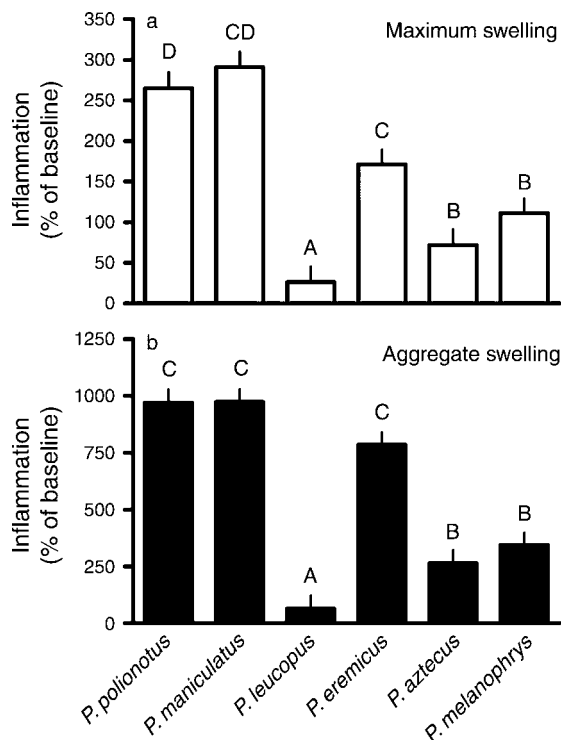 a
Maximum swelling
Inflammation
(% of baseline)
350
300
250
200
150
100
50
0
D
CD
A
C
B
B
b
Aggregate swelling
Inflammation
(% of baseline)
1250
1000
750
500
250
0
C
C
A
C
B
B
P. polionotus
P. maniculatus
P. leucopus
P. eremicus
P. aztecus
P. melanophrys